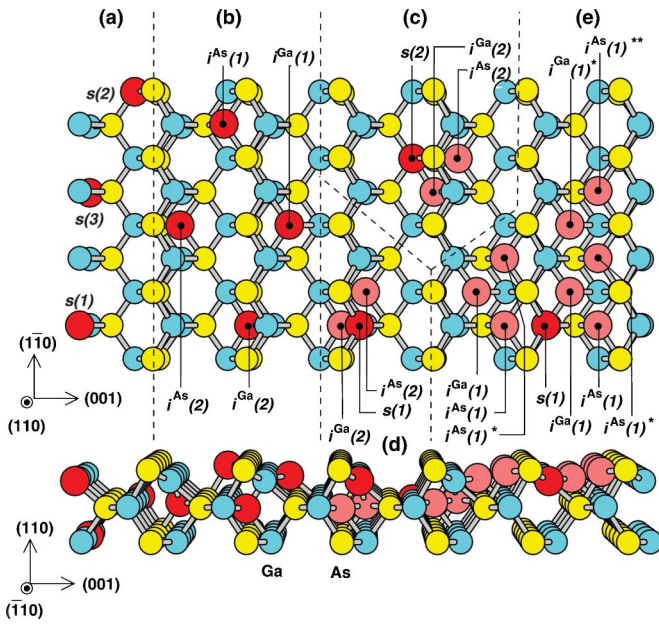 (a) (b) (c) (e)
i^As(1) i^Ga(1) s(2) i^Ga(2) i^As(2) i^Ga(1)* i^As(1)**
s(2)
s(3)
s(1)
(11̅0)
(001)
(110)
i^As(2) i^Ga(2) i^Ga(2) s(1) i^As(2) i^Ga(1) i^As(1) i^As(1)* s(1) i^Ga(1) i^As(1) i^As(1)*
(d)
(110)
(001)
(1̅10)
Ga As